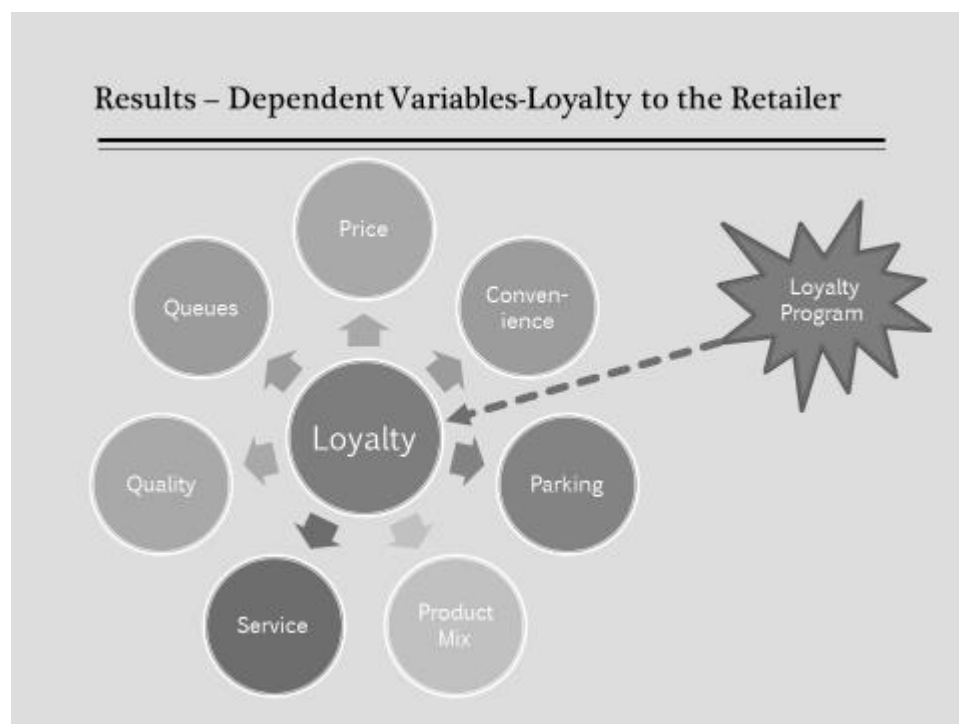 Results – Dependent Variables-Loyalty to the Retailer
Price
Queues
Conven-
ience
Loyalty
Program
Loyalty
Quality
Parking
Service
Product
Mix